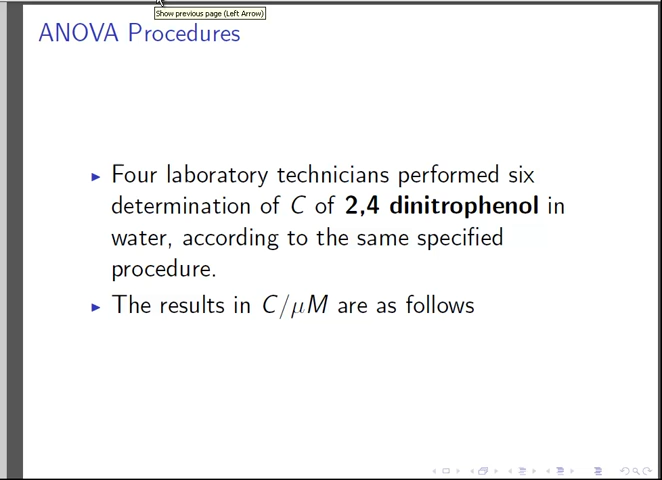 Show previous page (Left Arrow)
ANOVA Procedures
Four laboratory technicians performed six
determination of C of 2,4 dinitrophenol in
water, according to the same specified
procedure.
The results in C/μM are as follows